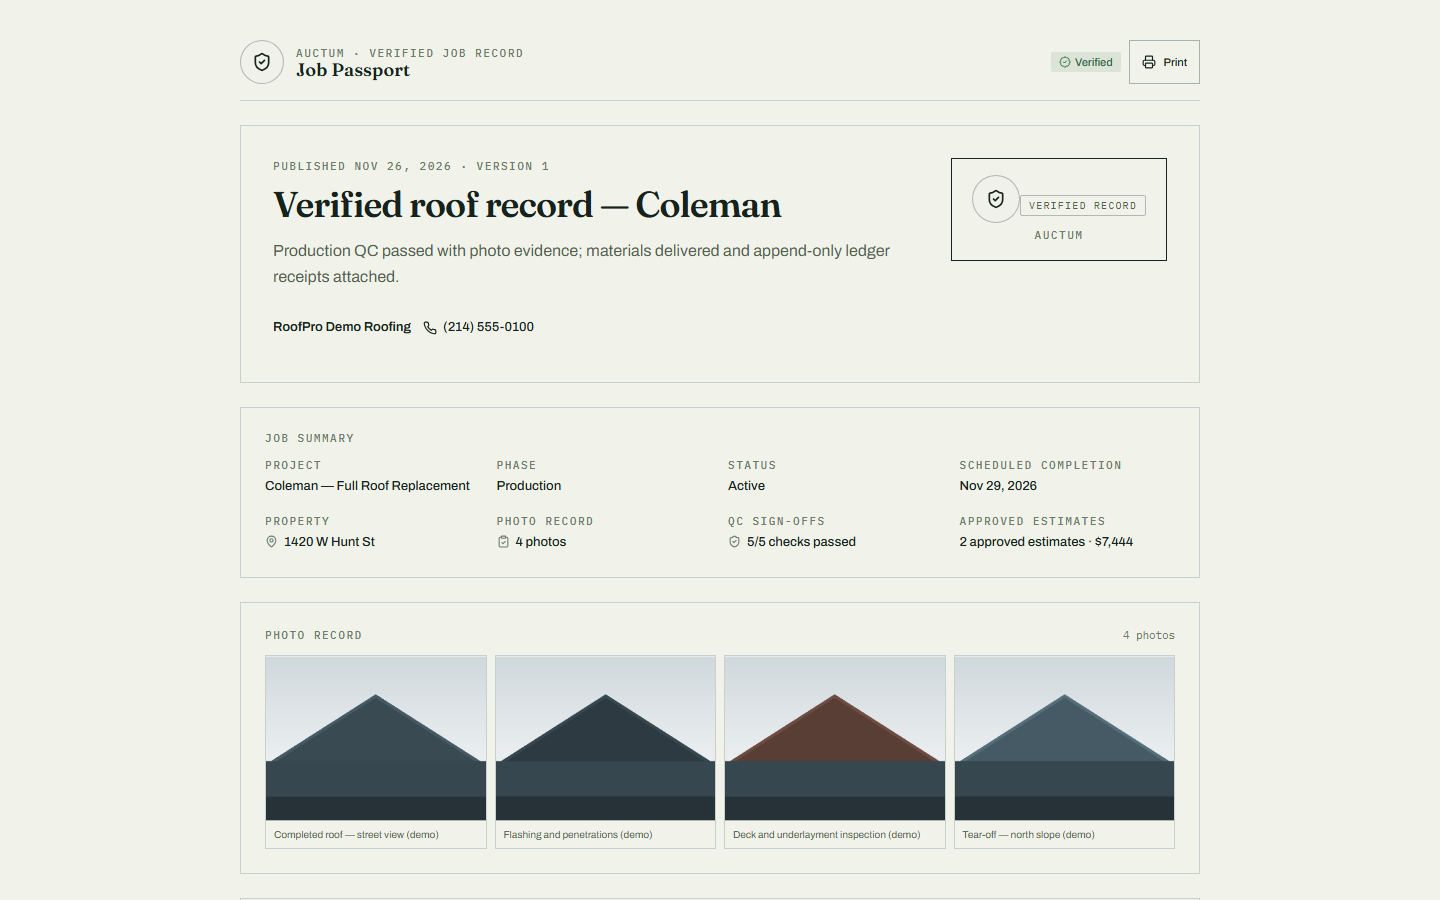 AUCTUM · VERIFIED JOB RECORD
Job Passport
Verified
Print
PUBLISHED NOV 26, 2026 · VERSION 1
Verified roof record — Coleman
Production QC passed with photo evidence; materials delivered and append-only ledger
receipts attached.
RoofPro Demo Roofing (214) 555-0100
VERIFIED RECORD
AUCTUM
JOB SUMMARY
PROJECT
Coleman — Full Roof Replacement
PHASE
Production
STATUS
Active
SCHEDULED COMPLETION
Nov 29, 2026
PROPERTY
1420 W Hunt St
PHOTO RECORD
4 photos
QC SIGN-OFFS
5/5 checks passed
APPROVED ESTIMATES
2 approved estimates · $7,444
PHOTO RECORD
4 photos
Completed roof — street view (demo)
Flashing and penetrations (demo)
Deck and underlayment inspection (demo)
Tear-off — north slope (demo)